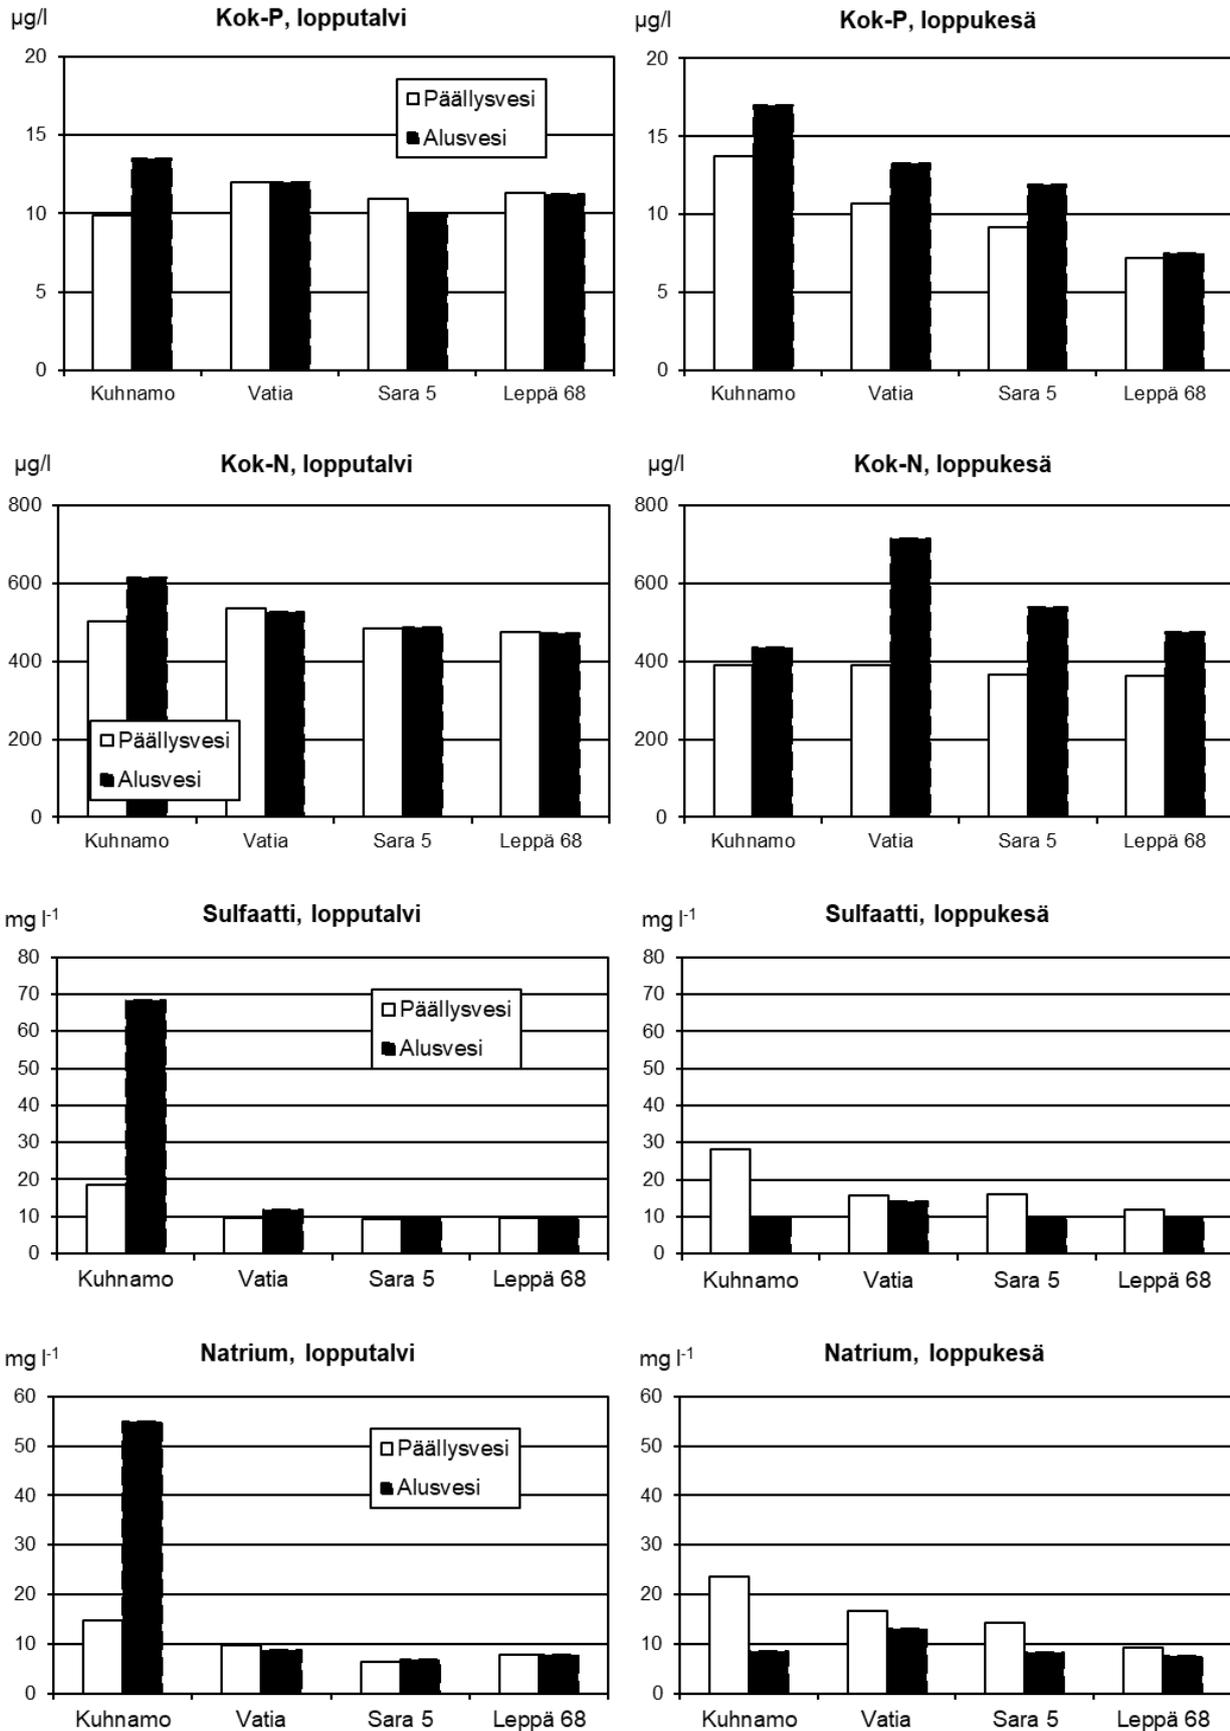 µg/l
Kok-P, lopputalvi
20
15
10
5
0
Päällysvesi
Alusvesi
Kuhnamo Vatia Sara 5 Leppä 68
µg/l
Kok-P, loppukesä
20
15
10
5
0
Kuhnamo Vatia Sara 5 Leppä 68
µg/l
Kok-N, lopputalvi
800
600
400
200
0
Päällysvesi
Alusvesi
Kuhnamo Vatia Sara 5 Leppä 68
µg/l
Kok-N, loppukesä
800
600
400
200
0
Kuhnamo Vatia Sara 5 Leppä 68
mg l⁻¹
Sulfaatti, lopputalvi
80
70
60
50
40
30
20
10
0
Päällysvesi
Alusvesi
Kuhnamo Vatia Sara 5 Leppä 68
mg l⁻¹
Sulfaatti, loppukesä
80
70
60
50
40
30
20
10
0
Kuhnamo Vatia Sara 5 Leppä 68
mg l⁻¹
Natrium, lopputalvi
60
50
40
30
20
10
0
Päällysvesi
Alusvesi
Kuhnamo Vatia Sara 5 Leppä 68
mg l⁻¹
Natrium, loppukesä
60
50
40
30
20
10
0
Kuhnamo Vatia Sara 5 Leppä 68